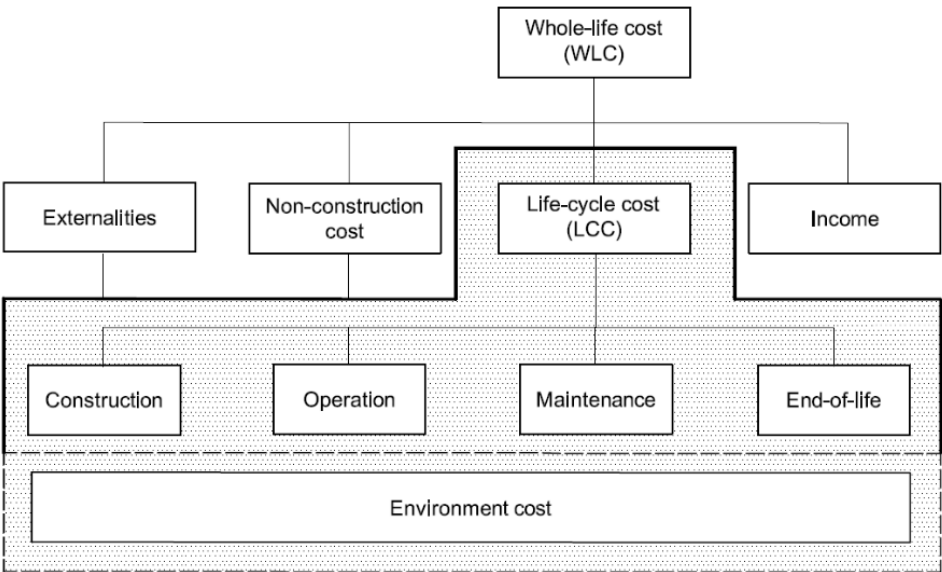 Whole-life cost
(WLC)
Externalities
Non-construction
cost
Life-cycle cost
(LCC)
Income
Construction
Operation
Maintenance
End-of-life
Environment cost